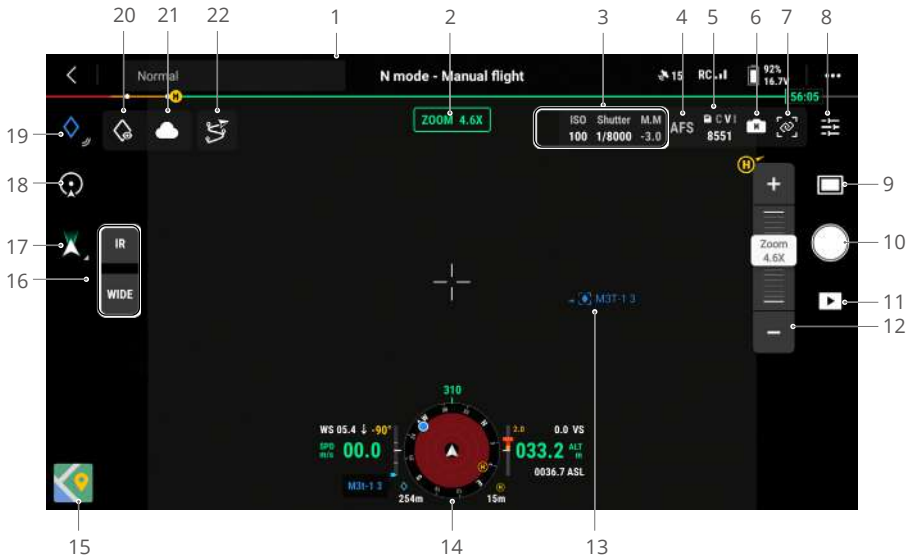 20 21 22 1 2 3 4 5 6 7 8
Normal
N mode - Manual flight
15 RC 92%
16.7V
56:05
ZOOM 4.6X
ISO Shutter M.M
100 1/8000 -3.0
AFS
C V I
8551
H
H
19
18
17
16
IR
WIDE
+
Zoom
4.6X
−
9
10
11
12
M3T-1 3
310
WS 05.4 ↓ -90°
SPD
m/s
00.0
2.0
0.0 VS
033.2 ALT
m
0036.7 ASL
M3t-1 3
W N
H
254m
H
15m
15 14 13